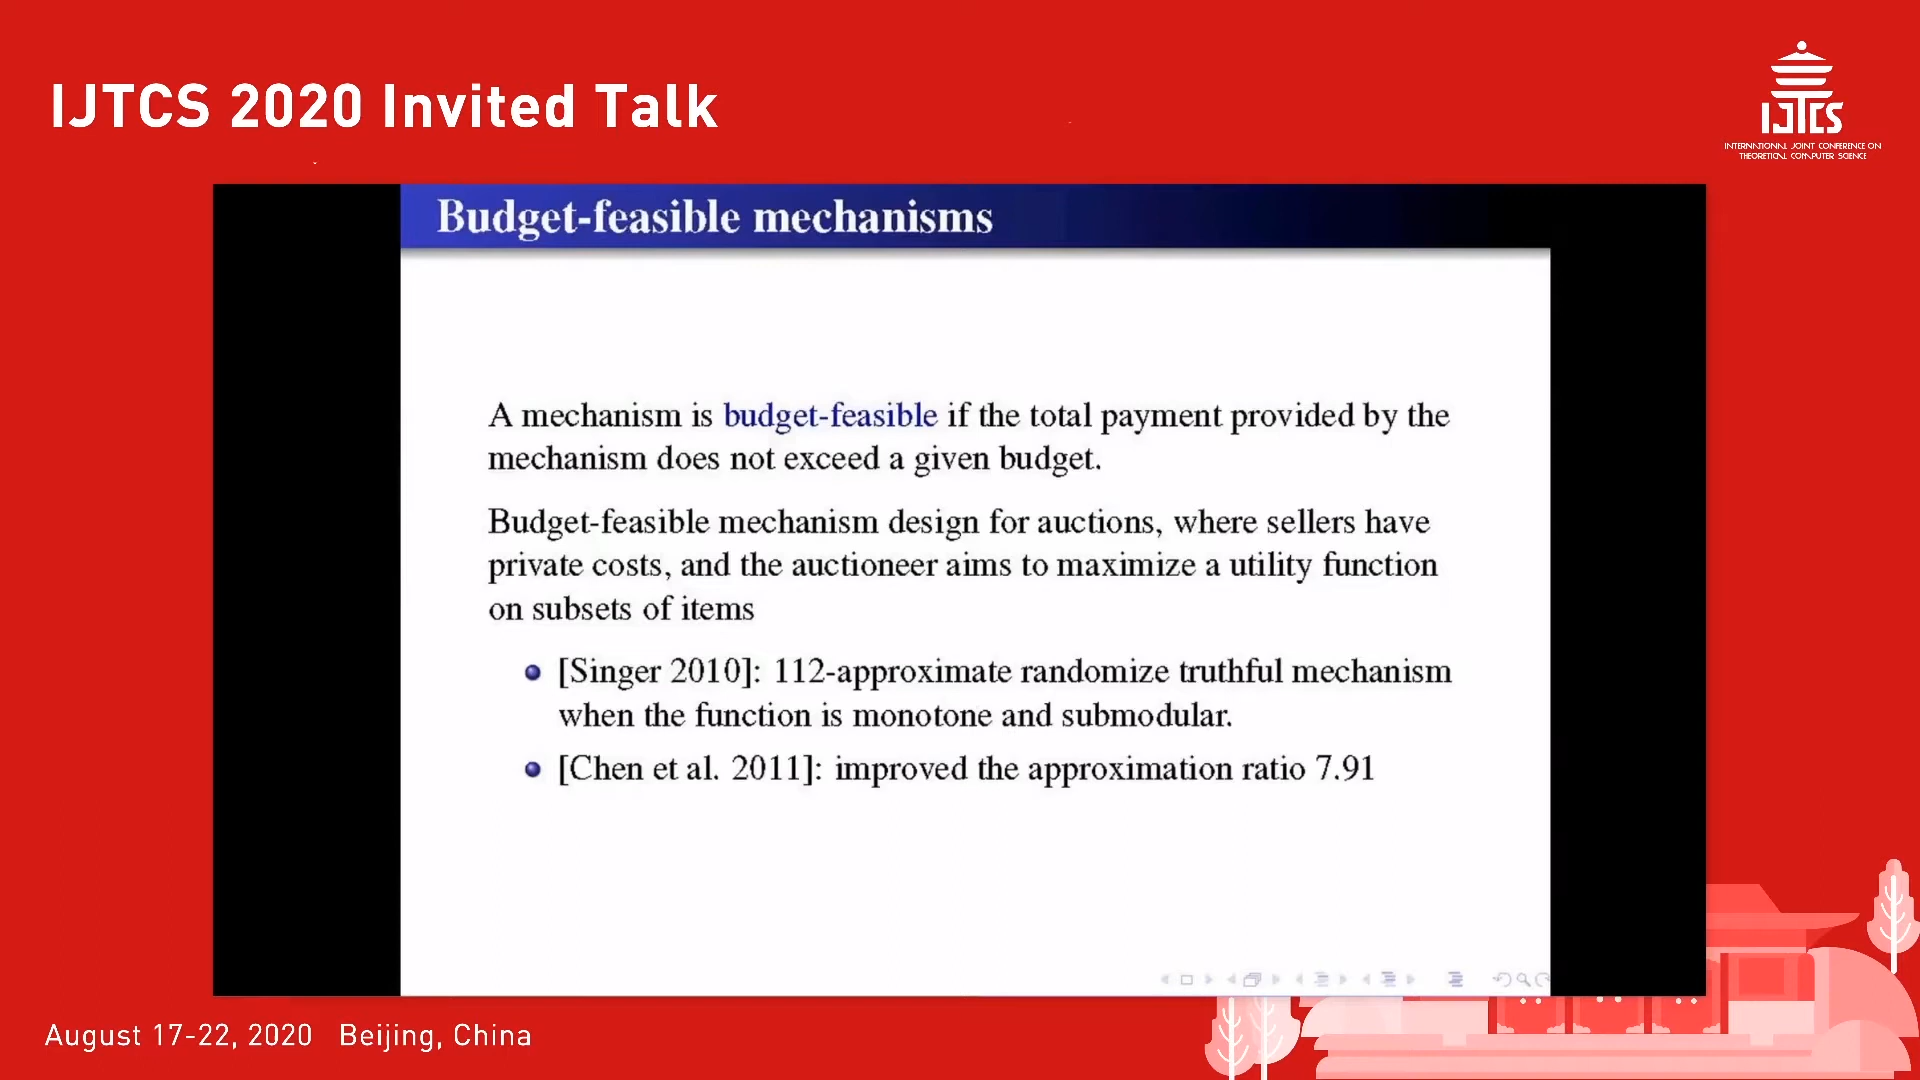 IJTCS 2020 Invited Talk
IJTCS
INTERNATIONAL JOINT CONFERENCE ON
THEORETICAL COMPUTER SCIENCE
Budget-feasible mechanisms
A mechanism is budget-feasible if the total payment provided by the
mechanism does not exceed a given budget.
Budget-feasible mechanism design for auctions, where sellers have
private costs, and the auctioneer aims to maximize a utility function
on subsets of items
[Singer 2010]: 112-approximate randomize truthful mechanism
when the function is monotone and submodular.
[Chen et al. 2011]: improved the approximation ratio 7.91
August 17-22, 2020 Beijing, China